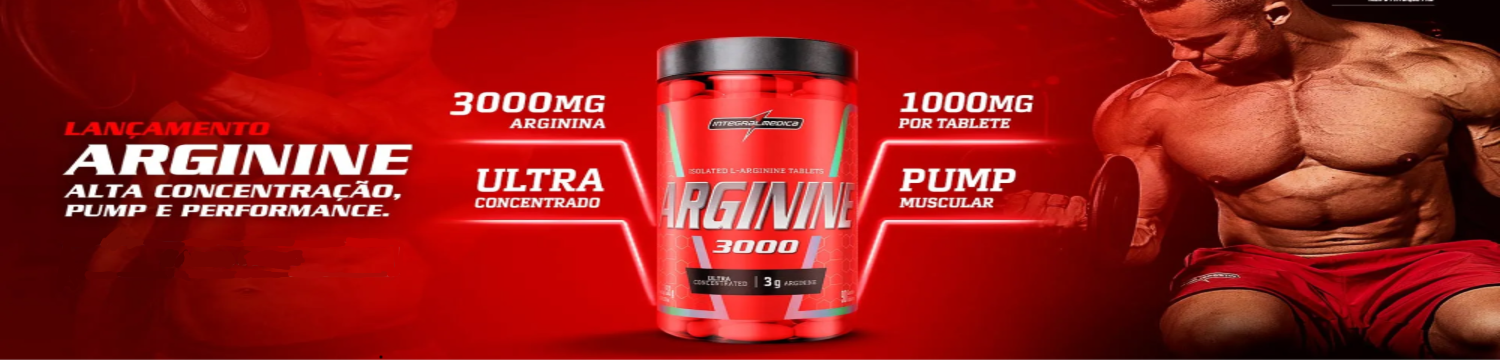 LANÇAMENTO
ARGININE
ALTA CONCENTRAÇÃO,
PUMP E PERFORMANCE.
3000MG
ARGININA
ULTRA
CONCENTRADO
INTEGRALMEDICA
ISOLATED L-ARGININE TABLETS
ARGININE
3000
ULTRA
CONCENTRATED
3g ARGININE
1000MG
POR TABLETE
PUMP
MUSCULAR